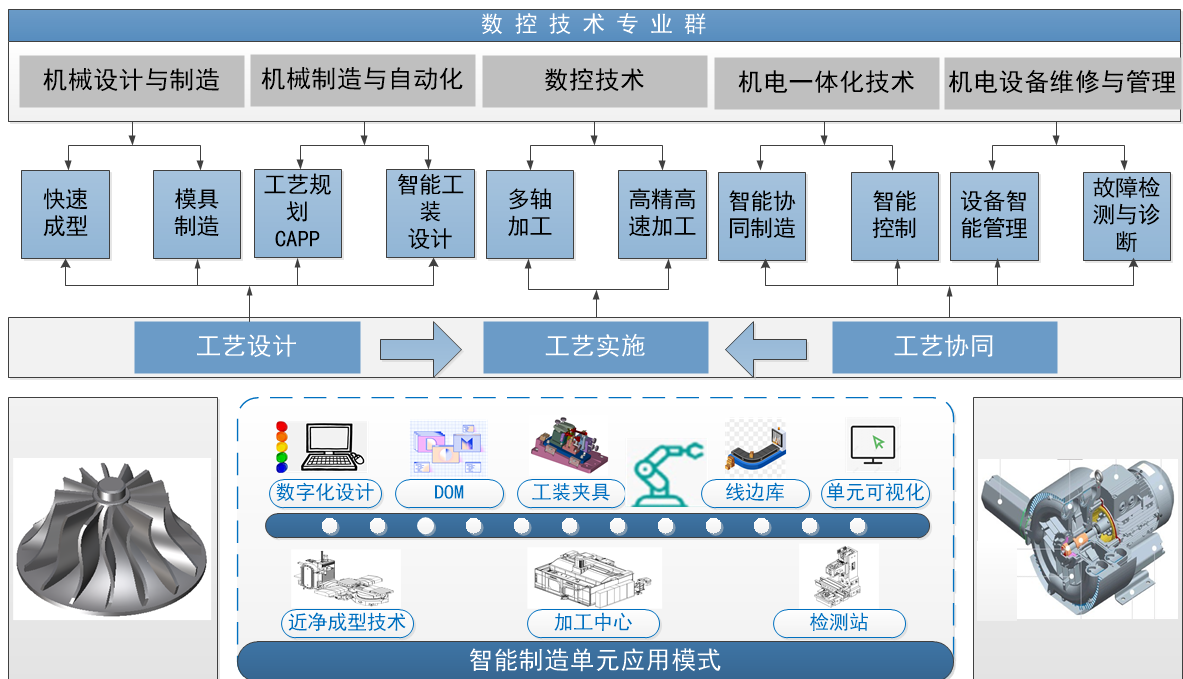 数控技术专业群
机械设计与制造
机械制造与自动化
数控技术
机电一体化技术
机电设备维修与管理
快速
成型
模具
制造
工艺规
划
CAPP
智能工
装
设计
多轴
加工
高精高
速加工
智能协
同制造
智能
控制
设备智
能管理
故障检
测与诊
断
工艺设计
工艺实施
工艺协同
D
M
数字化设计
DOM
工装夹具
线边库
单元可视化
近净成型技术
加工中心
检测站
智能制造单元应用模式